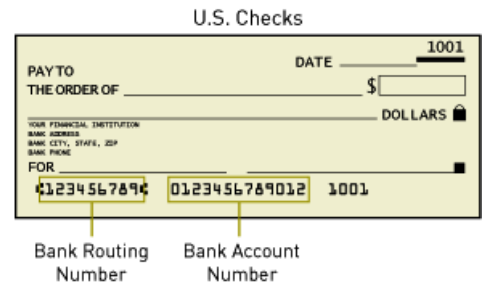 U.S. Checks
1001
DATE
PAY TO
THE ORDER OF $
DOLLARS
YOUR FINANCIAL INSTITUTION
BANK ADDRESS
BANK CITY, STATE, ZIP
BANK PHONE
FOR
⑆123456789⑆ 0123456789012 1001
Bank Routing Number
Bank Account Number